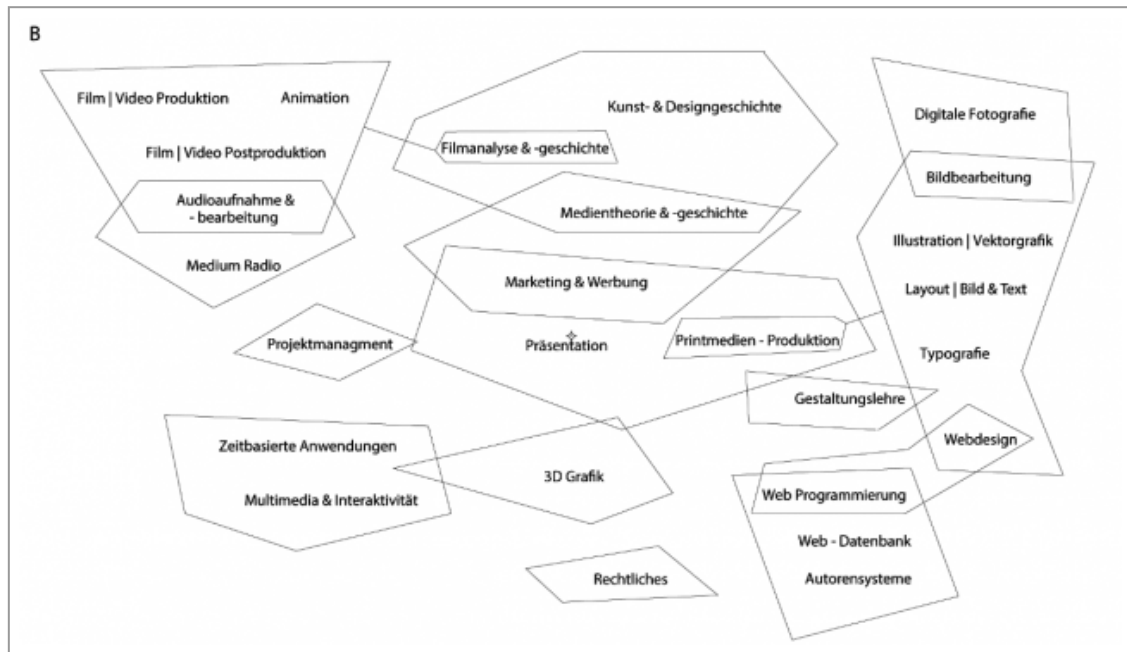 B
Film | Video Produktion
Animation
Film | Video Postproduktion
Audioaufnahme &
- bearbeitung
Medium Radio
Kunst- & Designgeschichte
Filmanalyse & -geschichte
Medientheorie & -geschichte
Marketing & Werbung
Projektmanagment
Präsentation
Printmedien - Produktion
Digitale Fotografie
Bildbearbeitung
Illustration | Vektorgrafik
Layout | Bild & Text
Typografie
Gestaltungslehre
Webdesign
Zeitbasierte Anwendungen
Multimedia & Interaktivität
3D Grafik
Web Programmierung
Web - Datenbank
Autorensysteme
Rechtliches